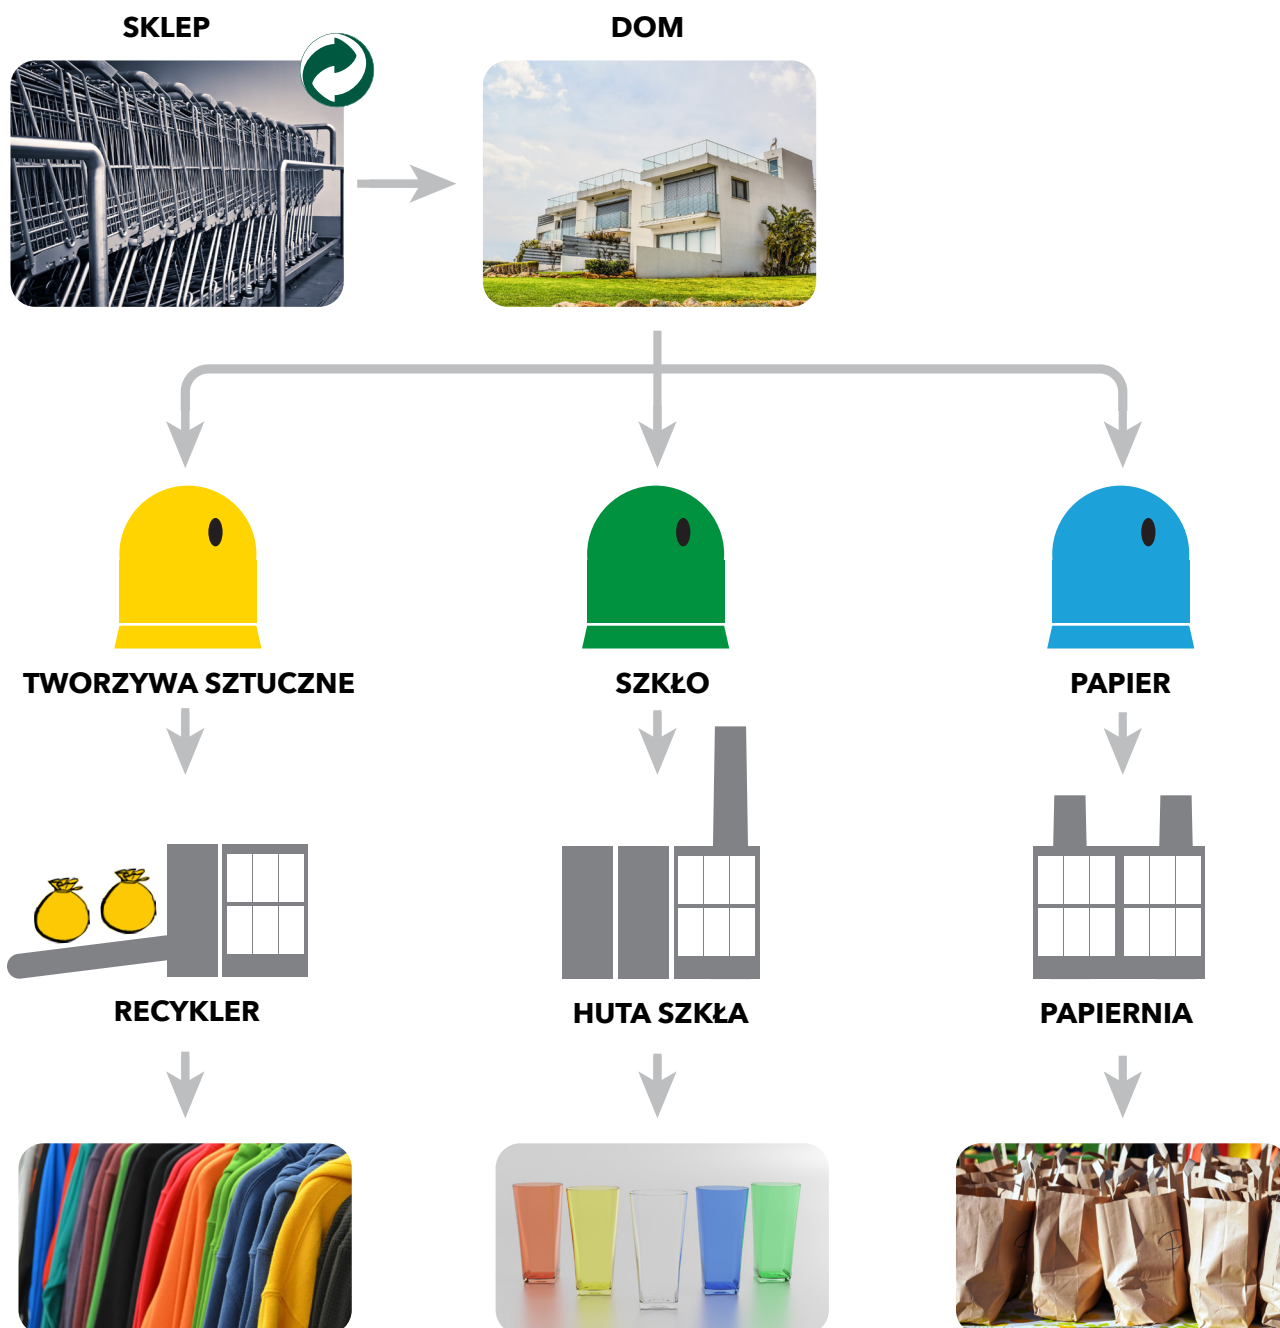 SKLEP
DOM
TWORZYWA SZTUCZNE
SZKŁO
PAPIER
RECYKLER
HUTA SZKŁA
PAPIERNIA